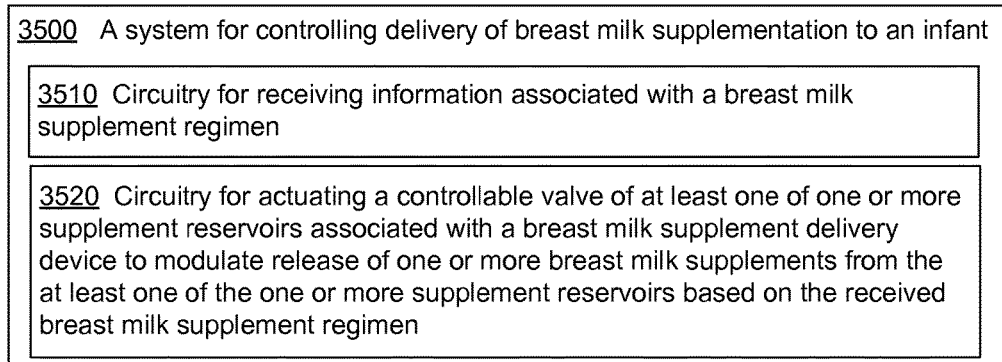 3500 A system for controlling delivery of breast milk supplementation to an infant
3510 Circuitry for receiving information associated with a breast milk
supplement regimen
3520 Circuitry for actuating a controllable valve of at least one of one or more
supplement reservoirs associated with a breast milk supplement delivery
device to modulate release of one or more breast milk supplements from the
at least one of the one or more supplement reservoirs based on the received
breast milk supplement regimen